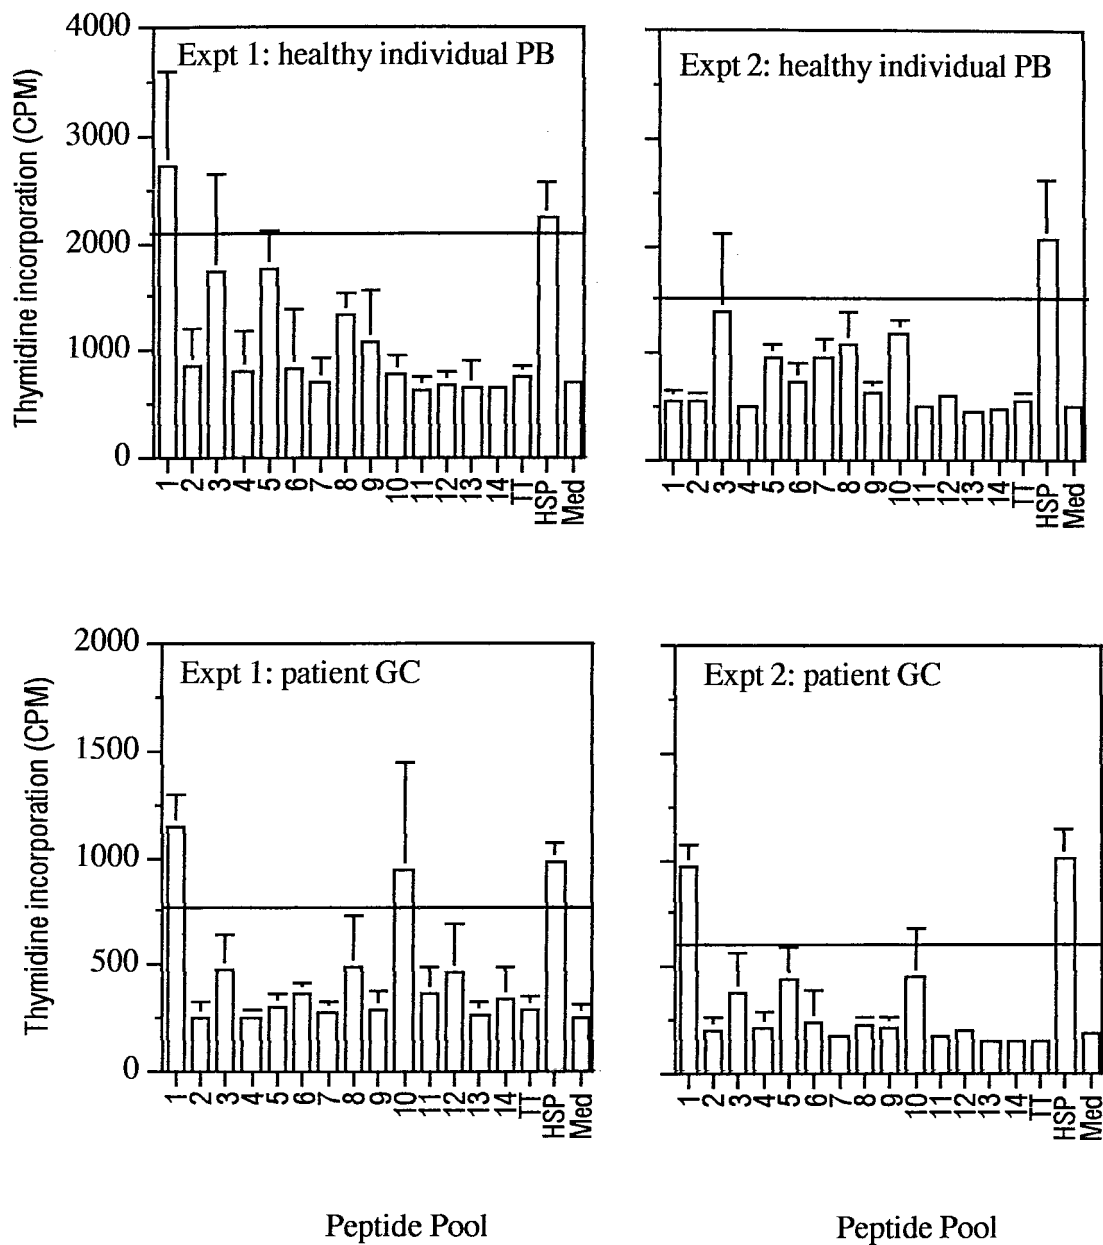 Expt 1: healthy individual PB
Thymidine incorporation (CPM)
4000
3000
2000
1000
0
1 2 3 4 5 6 7 8 9 10 11 12 13 14 TT HSP Med
Expt 2: healthy individual PB
1 2 3 4 5 6 7 8 9 10 11 12 13 14 TT HSP Med
Expt 1: patient GC
Thymidine incorporation (CPM)
2000
1500
1000
500
0
1 2 3 4 5 6 7 8 9 10 11 12 13 14 TT HSP Med
Peptide Pool
Expt 2: patient GC
1 2 3 4 5 6 7 8 9 10 11 12 13 14 TT HSP Med
Peptide Pool